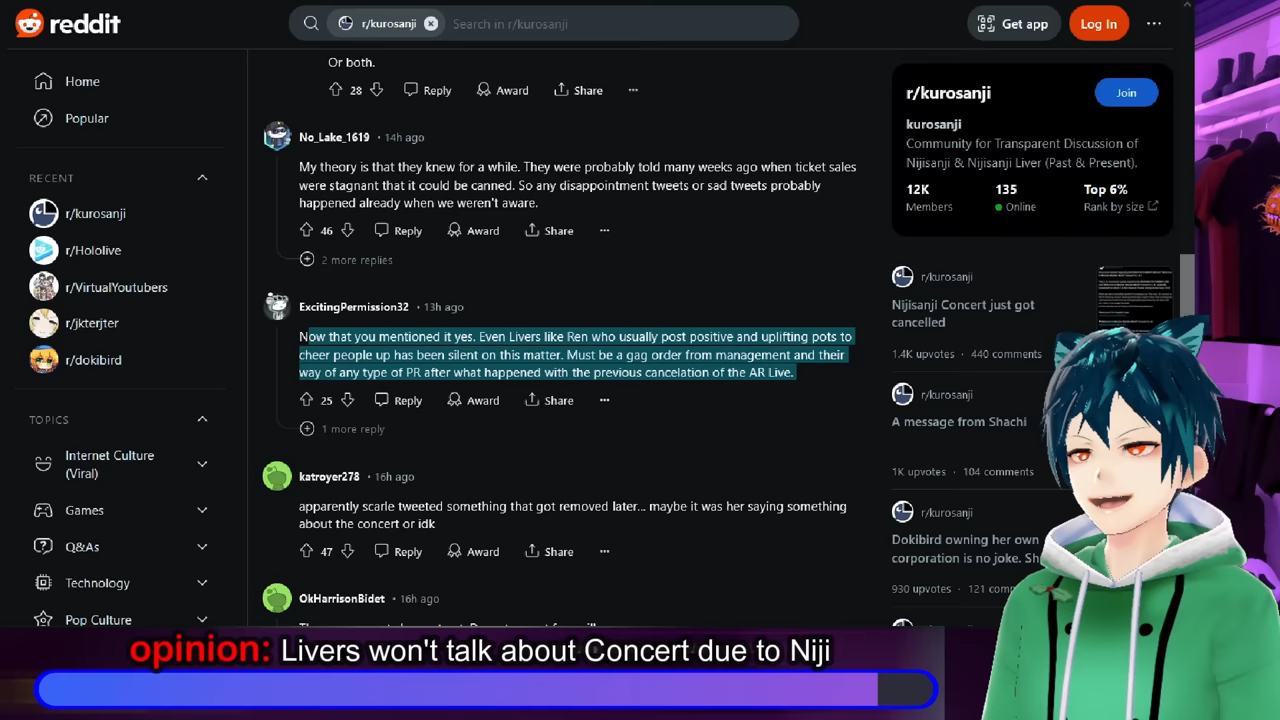 reddit
r/kurosanji
Search in r/kurosanji
Get app
Log In
Home
Popular
RECENT
r/kurosanji
r/Hololive
r/VirtualYoutubers
r/jkterjter
r/dokibird
TOPICS
Internet Culture
(Viral)
Games
Q&As
Technology
Pop Culture
Or both.
28
Reply
Award
Share
No_Lake_1619 • 14h ago
My theory is that they knew for a while. They were probably told many weeks ago when ticket sales
were stagnant that it could be canned. So any disappointment tweets or sad tweets probably
happened already when we weren't aware.
46
Reply
Award
Share
2 more replies
ExcitingPermission32 • 13h ago
Now that you mentioned it yes. Even Livers like Ren who usually post positive and uplifting pots to
cheer people up has been silent on this matter. Must be a gag order from management and their
way of any type of PR after what happened with the previous cancelation of the AR Live.
25
Reply
Award
Share
1 more reply
katroyer278 • 16h ago
apparently scarle tweeted something that got removed later... maybe it was her saying something
about the concert or idk
47
Reply
Award
Share
OkHarrisonBidet • 16h ago
r/kurosanji
Join
kurosanji
Community for Transparent Discussion of
Nijisanji & Nijisanji Liver (Past & Present).
12K
135
Top 6%
Members
Online
Rank by size
r/kurosanji
Nijisanji Concert just got
cancelled
1.4K upvotes • 440 comments
r/kurosanji
A message from Shachi
1K upvotes • 104 comments
r/kurosanji
Dokibird owning her own
corporation is no joke.
930 upvotes • 121
opinion: Livers won't talk about Concert due to Niji